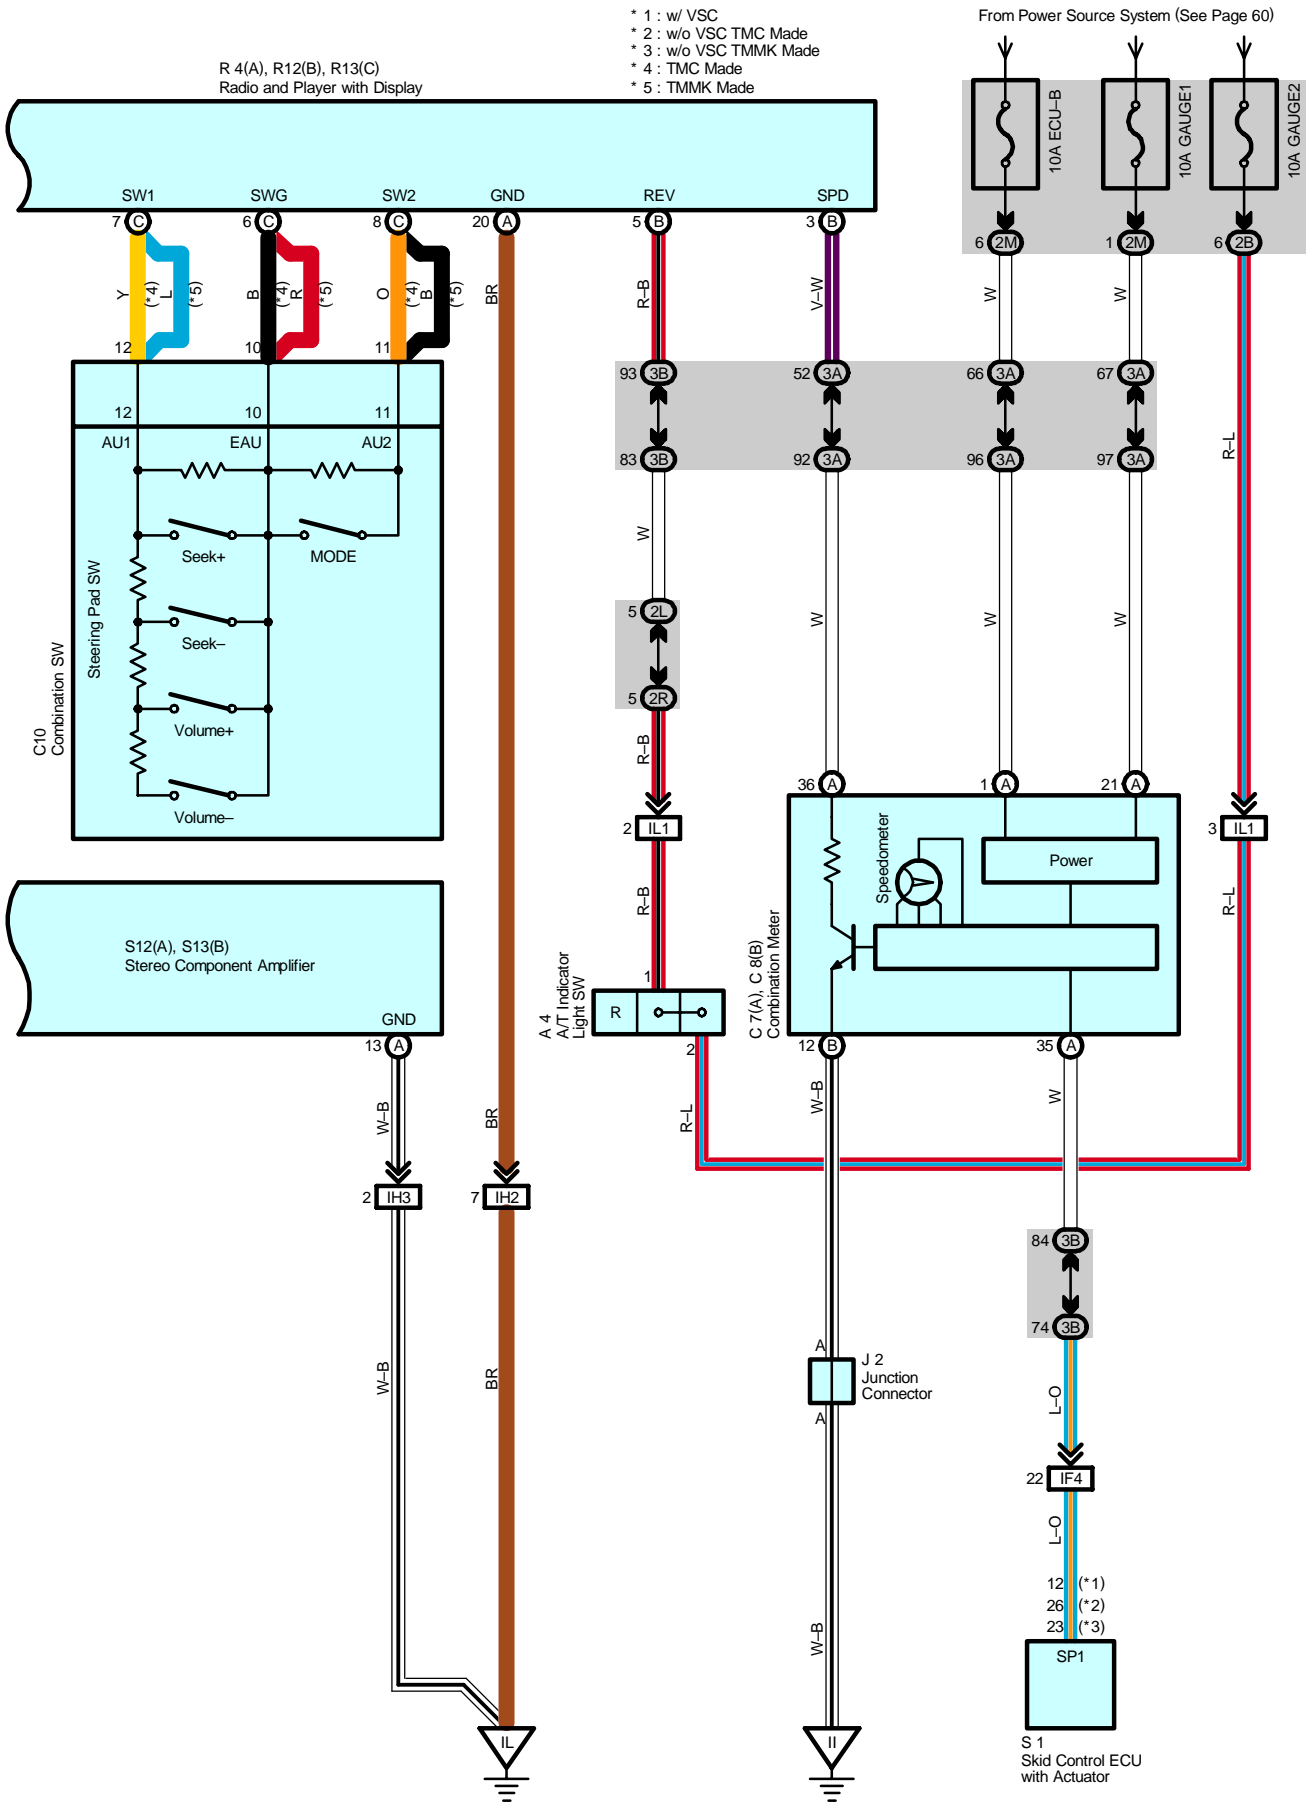 * 1 : w/ VSC
* 2 : w/o VSC TMC Made
* 3 : w/o VSC TMMK Made
* 4 : TMC Made
* 5 : TMMK Made
From Power Source System (See Page 60)
R 4(A), R12(B), R13(C)
Radio and Player with Display
10A ECU–B
10A GAUGE1
10A GAUGE2
SW1
SWG
SW2
GND
REV
SPD
7 C
6 C
8 C
20 A
5 B
3 B
6 2M
1 2M
6 2B
Y
(*4)
L
(*5)
B
(*4)
R
(*5)
O
(*4)
B
(*5)
BR
R–B
V–W
W
W
12
10
11
93 3B
52 3A
66 3A
67 3A
12
10
11
AU1
EAU
AU2
83 3B
92 3A
96 3A
97 3A
R–L
Seek+
MODE
W
Seek–
Volume+
Volume–
Steering Pad SW
C10
Combination SW
5 2L
5 2R
W
W
W
R–B
36 A
1 A
21 A
2 IL1
3 IL1
Speedometer
Power
R–B
R–L
S12(A), S13(B)
Stereo Component Amplifier
A 4
A/T Indicator
Light SW
1
R
2
C 7(A), C 8(B)
Combination Meter
GND
13 A
12 B
35 A
W–B
BR
R–L
W–B
W
2 IH3
7 IH2
84 3B
74 3B
W–B
BR
A
J 2
Junction
Connector
A
L–O
22 IF4
L–O
12 (*1)
26 (*2)
23 (*3)
W–B
SP1
IL
II
S 1
Skid Control ECU
with Actuator